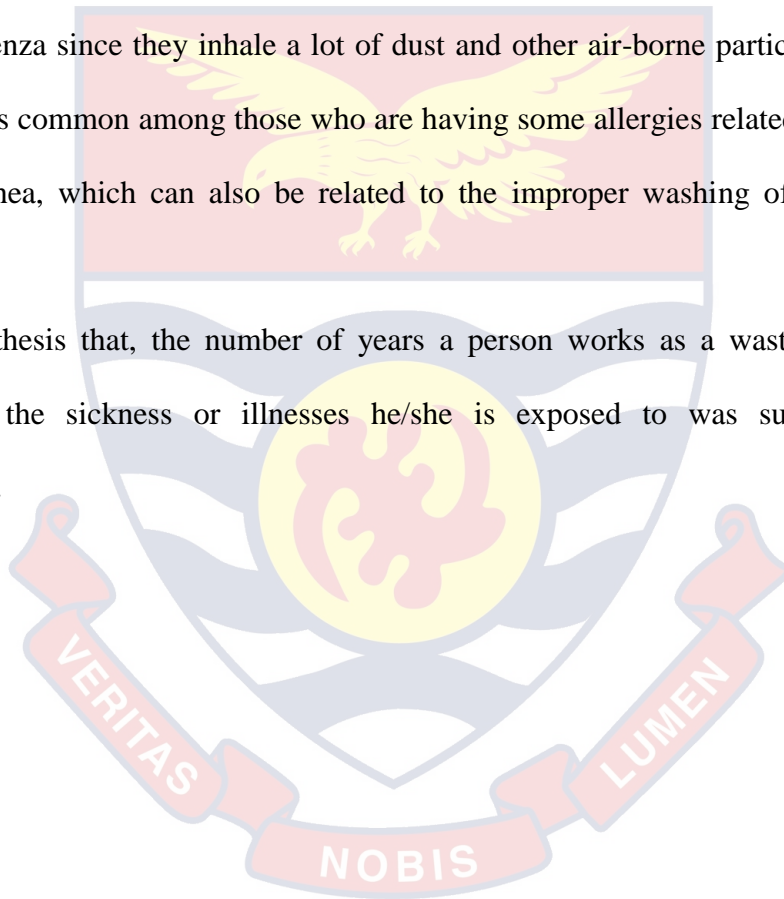 enza since they inhale a lot of dust and other air-borne partic
s common among those who are having some allergies related
nea, which can also be related to the improper washing of
thesis that, the number of years a person works as a wast
the sickness or illnesses he/she is exposed to was su
VERITAS
NOBIS
LUMEN